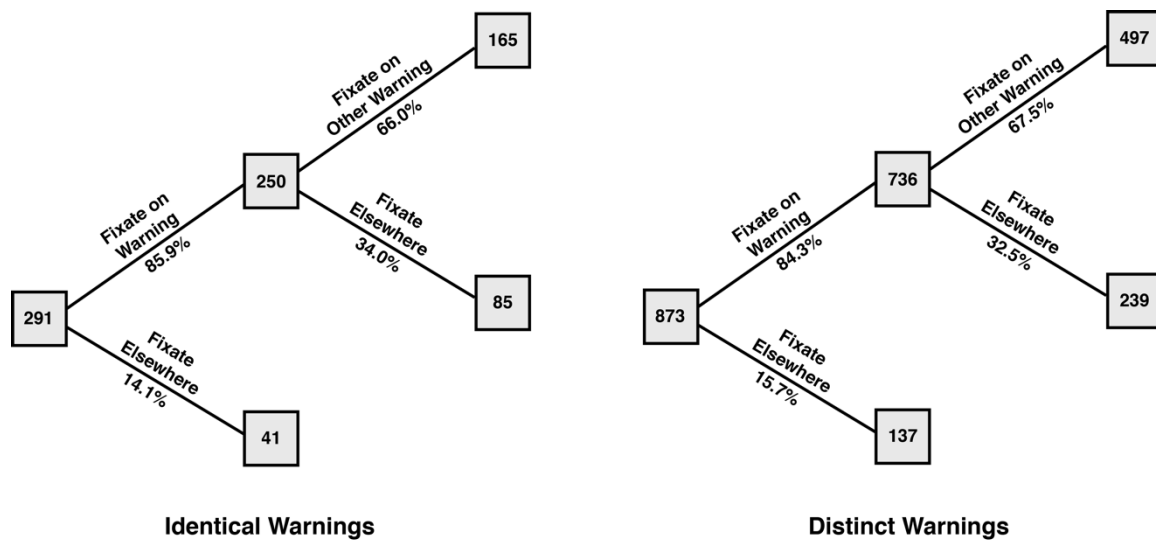 165
Fixate on
Other Warning
66.0%
250
Fixate on
Warning
85.9%
Fixate
Elsewhere
34.0%
85
291
Fixate
Elsewhere
14.1%
41
Identical Warnings
497
Fixate on
Other Warning
67.5%
736
Fixate on
Warning
84.3%
Fixate
Elsewhere
32.5%
239
873
Fixate
Elsewhere
15.7%
137
Distinct Warnings